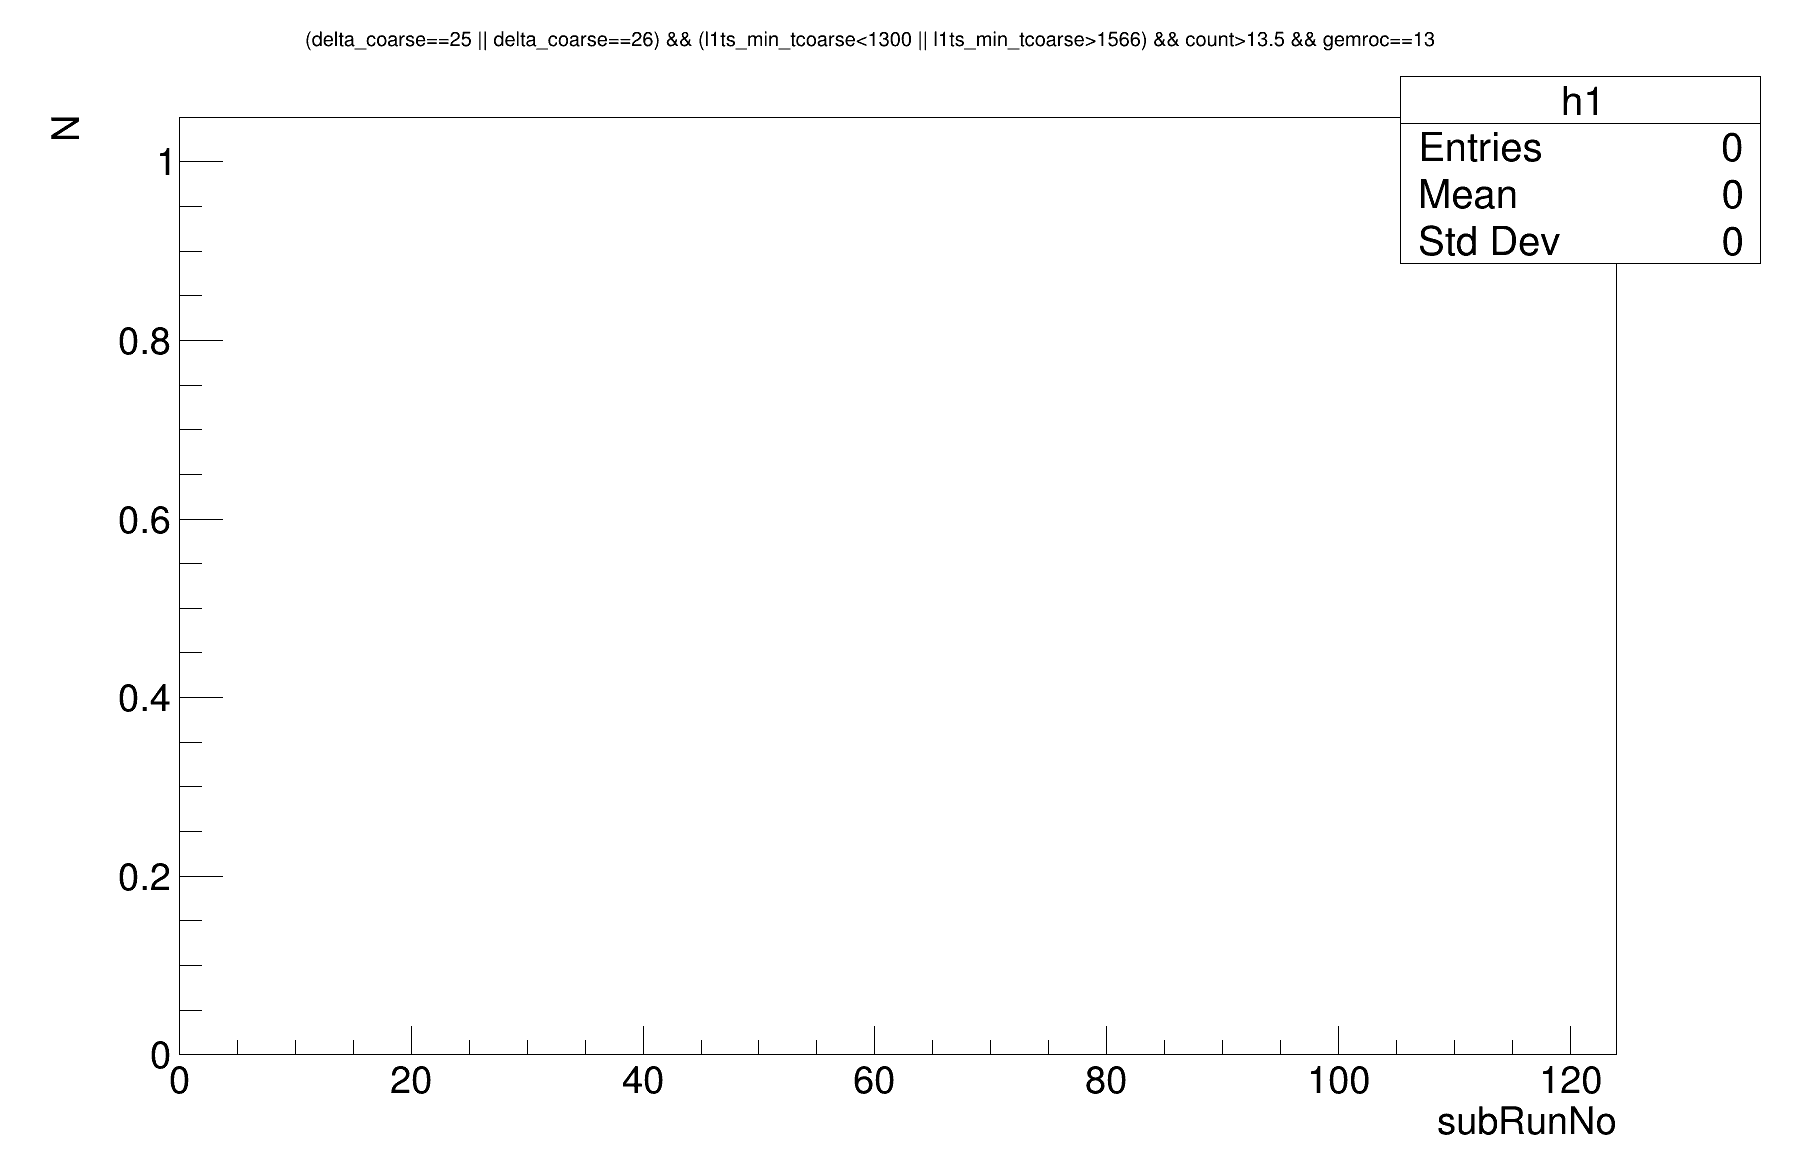 (delta_coarse==25 || delta_coarse==26) && (l1ts_min_tcoarse<1300 || l1ts_min_tcoarse>1566) && count>13.5 && gemroc==13
h1
Entries 0
Mean 0
Std Dev 0
N
1
0.8
0.6
0.4
0.2
0
0 20 40 60 80 100 120
subRunNo